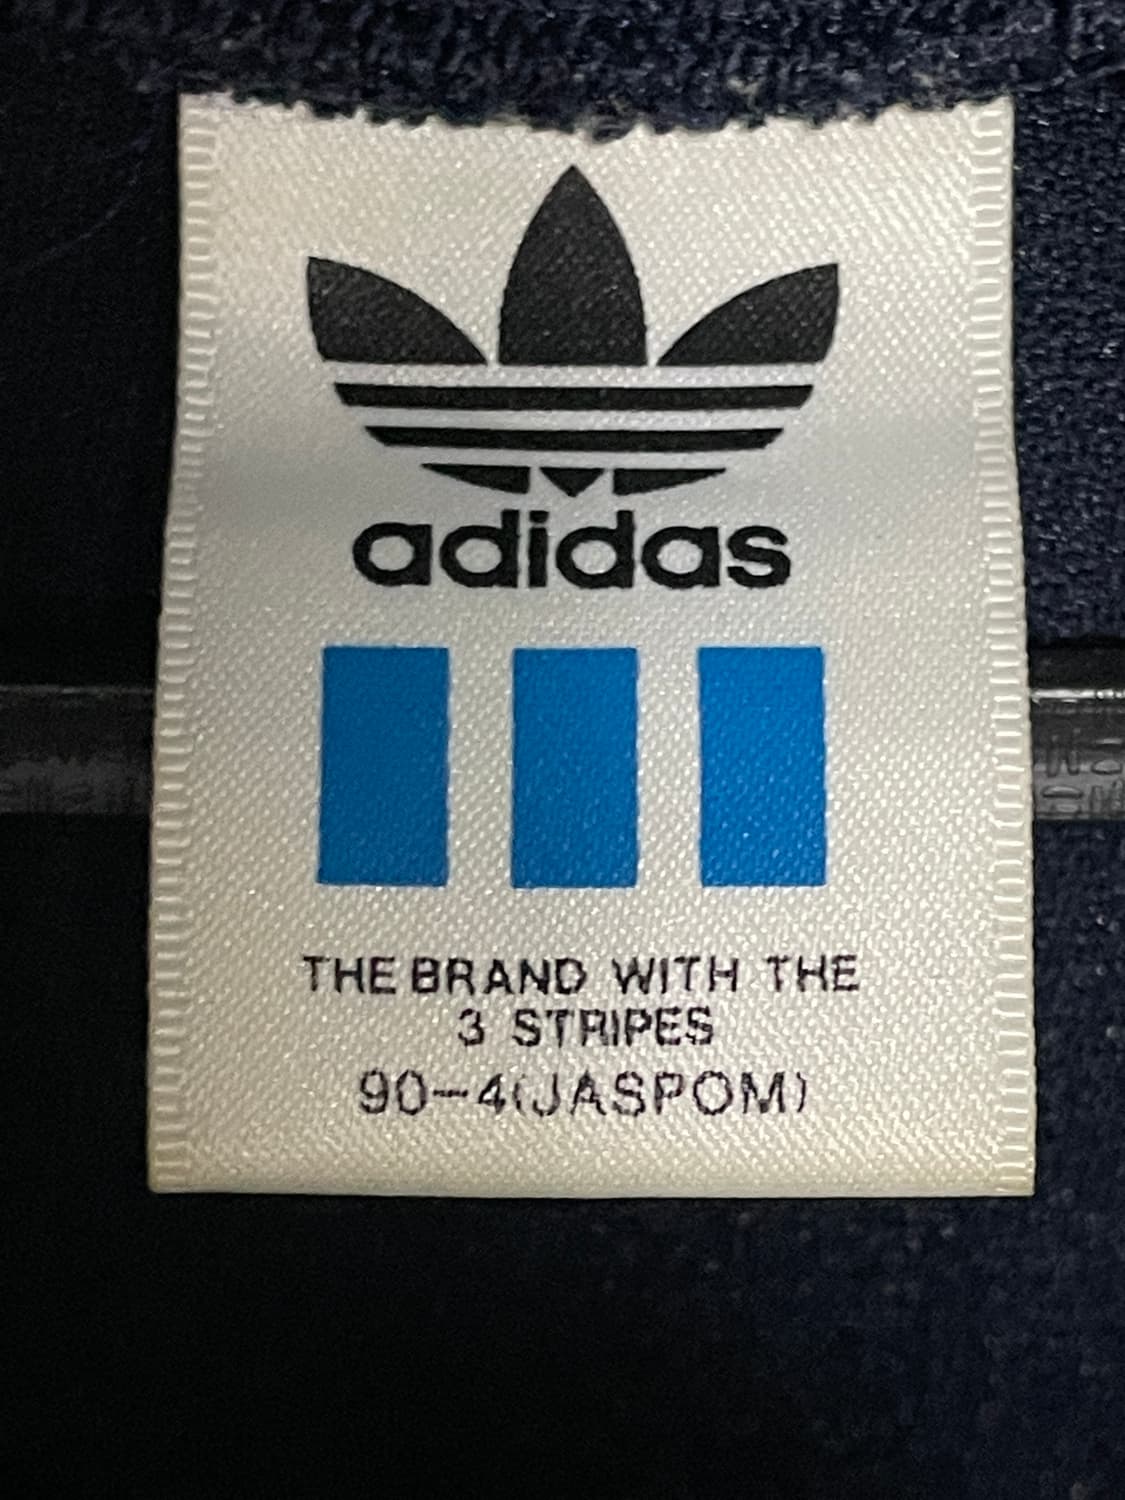 adidas
THE BRAND WITH THE
3 STRIPES
90-4(JASPOM)